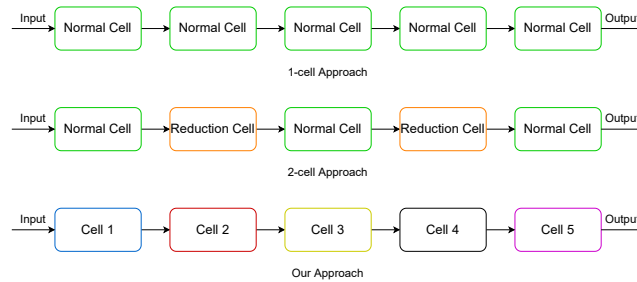 Input Normal Cell Normal Cell Normal Cell Normal Cell Normal Cell Output
1-cell Approach
Input Normal Cell Reduction Cell Normal Cell Reduction Cell Normal Cell Output
2-cell Approach
Input Cell 1 Cell 2 Cell 3 Cell 4 Cell 5 Output
Our Approach